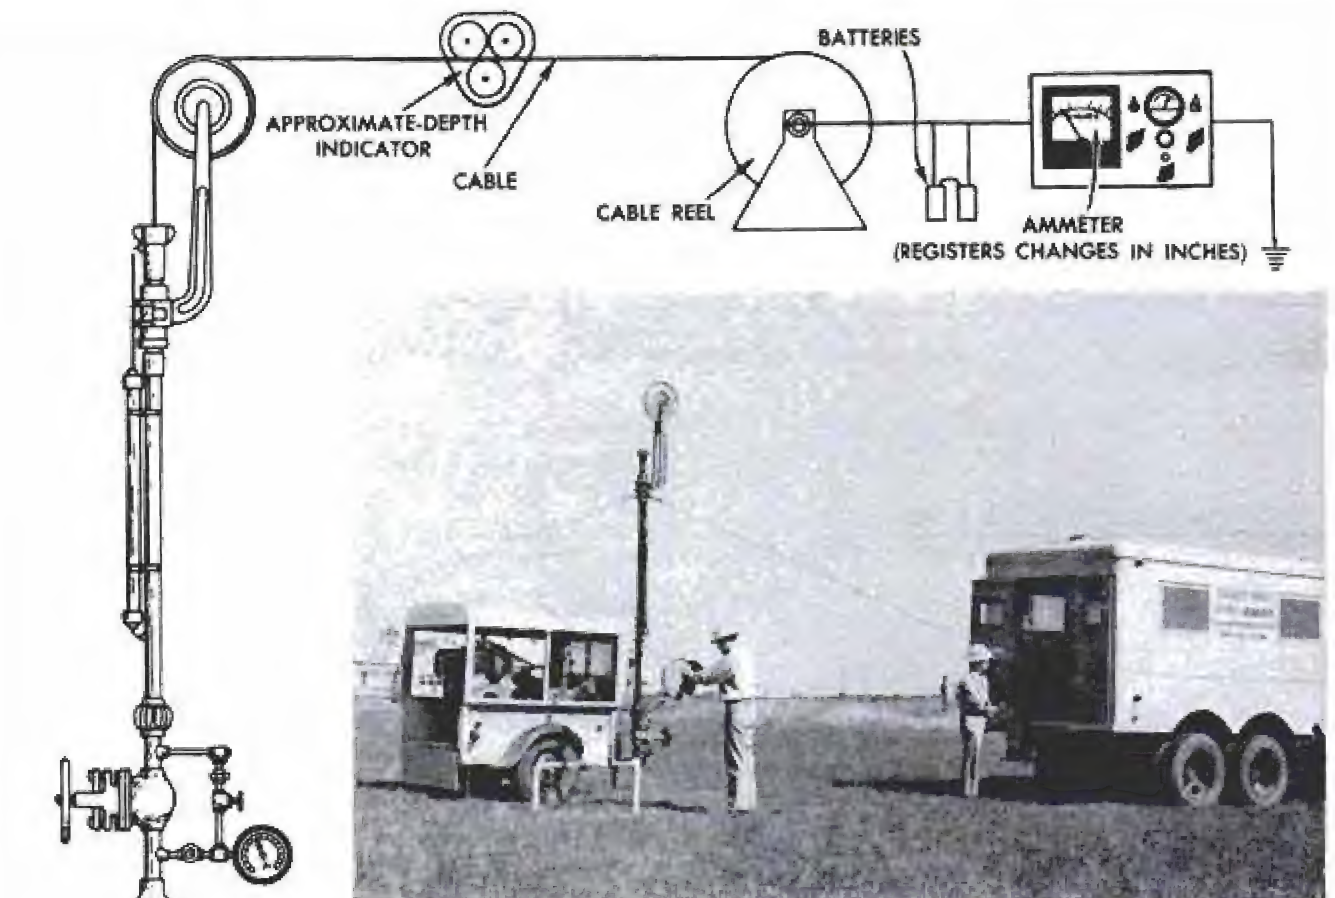 BATTERIES
APPROXIMATE-DEPTH
INDICATOR
CABLE
CABLE REEL
AMMETER
(REGISTERS CHANGES IN INCHES)